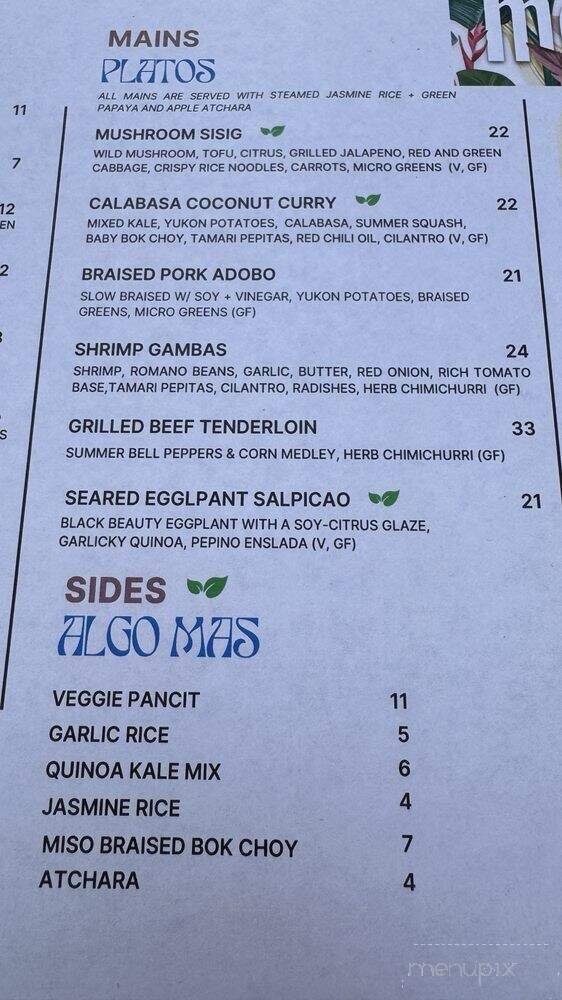 MAINS
PLATOS
ALL MAINS ARE SERVED WITH STEAMED JASMINE RICE + GREEN
PAPAYA AND APPLE ATCHARA
MUSHROOM SISIG 22
WILD MUSHROOM, TOFU, CITRUS, GRILLED JALAPENO, RED AND GREEN
CABBAGE, CRISPY RICE NOODLES, CARROTS, MICRO GREENS (V, GF)
CALABASA COCONUT CURRY 22
MIXED KALE, YUKON POTATOES, CALABASA, SUMMER SQUASH,
BABY BOK CHOY, TAMARI PEPITAS, RED CHILI OIL, CILANTRO (V, GF)
BRAISED PORK ADOBO 21
SLOW BRAISED W/ SOY + VINEGAR, YUKON POTATOES, BRAISED
GREENS, MICRO GREENS (GF)
SHRIMP GAMBAS 24
SHRIMP, ROMANO BEANS, GARLIC, BUTTER, RED ONION, RICH TOMATO
BASE,TAMARI PEPITAS, CILANTRO, RADISHES, HERB CHIMICHURRI (GF)
GRILLED BEEF TENDERLOIN 33
SUMMER BELL PEPPERS & CORN MEDLEY, HERB CHIMICHURRI (GF)
SEARED EGGLPANT SALPICAO 21
BLACK BEAUTY EGGPLANT WITH A SOY-CITRUS GLAZE,
GARLICKY QUINOA, PEPINO ENSLADA (V, GF)
SIDES
ALGO MAS
VEGGIE PANCIT 11
GARLIC RICE 5
QUINOA KALE MIX 6
JASMINE RICE 4
MISO BRAISED BOK CHOY 7
ATCHARA 4
11
7
12
EN
2
S
menupix